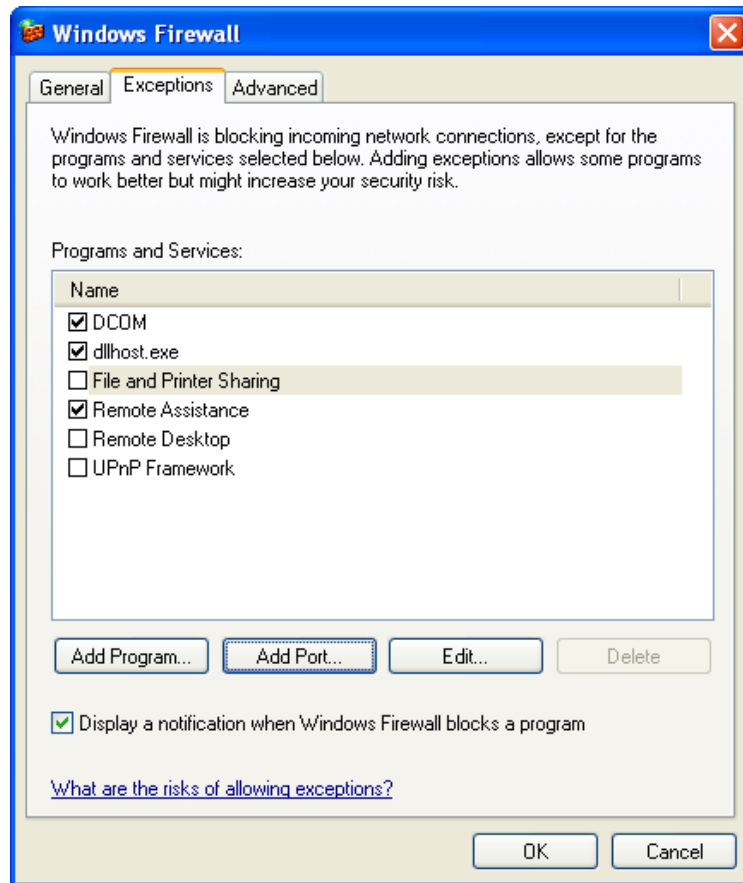 Windows Firewall
General Exceptions Advanced
Windows Firewall is blocking incoming network connections, except for the
programs and services selected below. Adding exceptions allows some programs
to work better but might increase your security risk.
Programs and Services:
Name
DCOM
dllhost.exe
File and Printer Sharing
Remote Assistance
Remote Desktop
UPnP Framework
Add Program... Add Port... Edit... Delete
Display a notification when Windows Firewall blocks a program
What are the risks of allowing exceptions?
OK Cancel